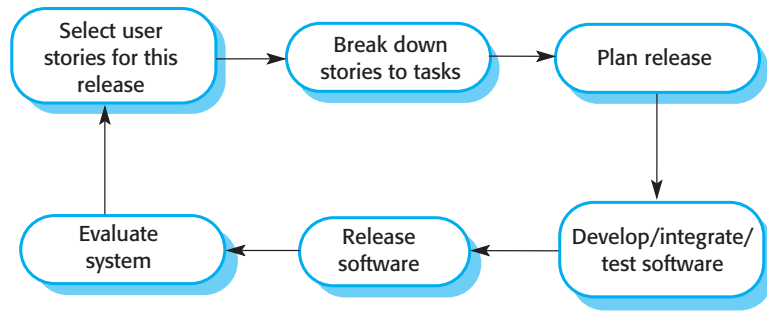 Select user
stories for this
release
Break down
stories to tasks
Plan release
Develop/integrate/
test software
Release
software
Evaluate
system